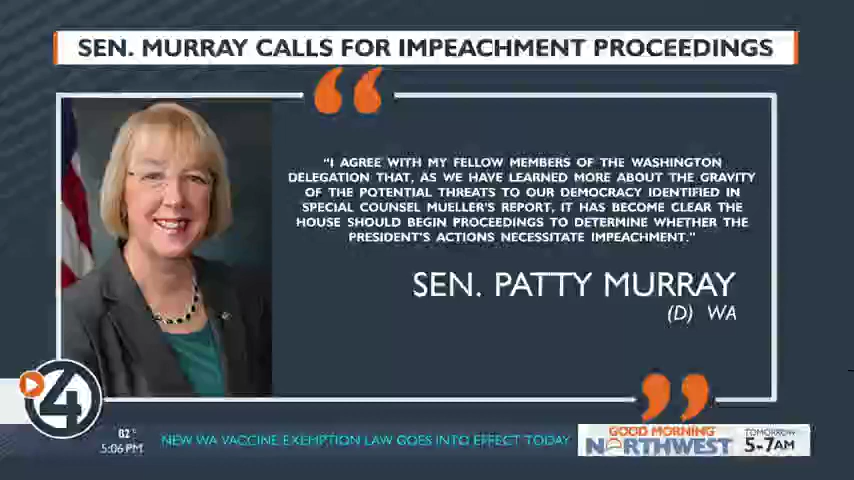 SEN. MURRAY CALLS FOR IMPEACHMENT PROCEEDINGS
"I AGREE WITH MY FELLOW MEMBERS OF THE WASHINGTON
DELEGATION THAT, AS WE HAVE LEARNED MORE ABOUT THE GRAVITY
OF THE POTENTIAL THREATS TO OUR DEMOCRACY IDENTIFIED IN
SPECIAL COUNSEL MUELLER'S REPORT, IT HAS BECOME CLEAR THE
HOUSE SHOULD BEGIN PROCEEDINGS TO DETERMINE WHETHER THE
PRESIDENT'S ACTIONS NECESSITATE IMPEACHMENT."
SEN. PATTY MURRAY
(D) WA
4
82°
5:06 PM
NEW WA VACCINE EXEMPTION LAW GOES INTO EFFECT TODAY
GOOD MORNING
NORTHWEST
TOMORROW
5-7AM